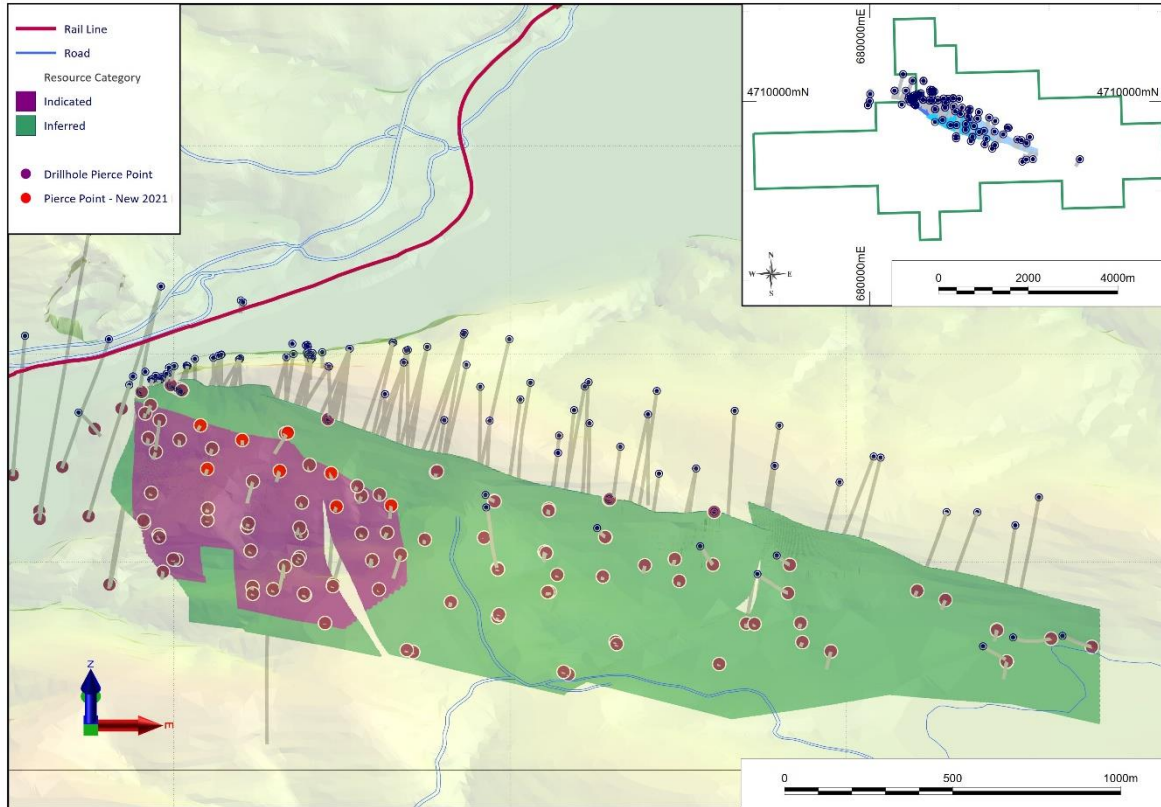 Rail Line
Road
Resource Category
Indicated
Inferred
Drillhole Pierce Point
Pierce Point - New 2021
680000mE
4710000mN
4710000mN
N
W
E
S
680000mE
0
2000
4000m
Z
E
0
500
1000m